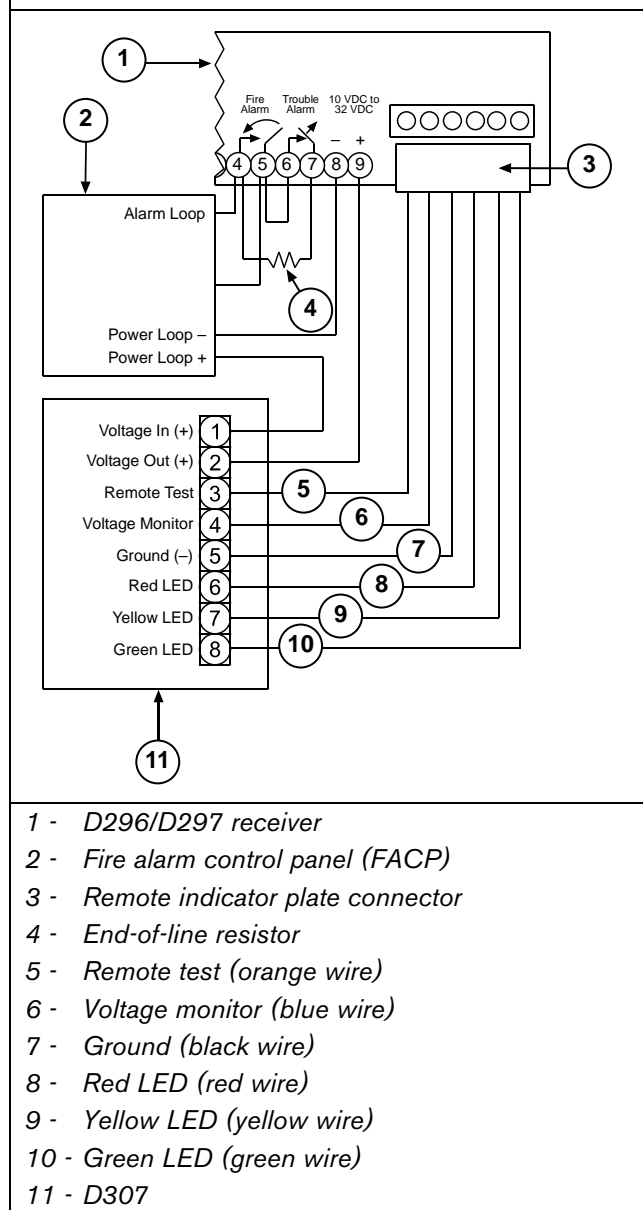 1
2
Fire Alarm
Trouble Alarm
10 VDC to 32 VDC
– +
4 5 6 7 8 9
3
Alarm Loop
4
Power Loop –
Power Loop +
Voltage In (+) 1
Voltage Out (+) 2
Remote Test 3 5
Voltage Monitor 4 6
Ground (–) 5 7
Red LED 6 8
Yellow LED 7 9
Green LED 8 10
11
1 - D296/D297 receiver
2 - Fire alarm control panel (FACP)
3 - Remote indicator plate connector
4 - End-of-line resistor
5 - Remote test (orange wire)
6 - Voltage monitor (blue wire)
7 - Ground (black wire)
8 - Red LED (red wire)
9 - Yellow LED (yellow wire)
10 - Green LED (green wire)
11 - D307